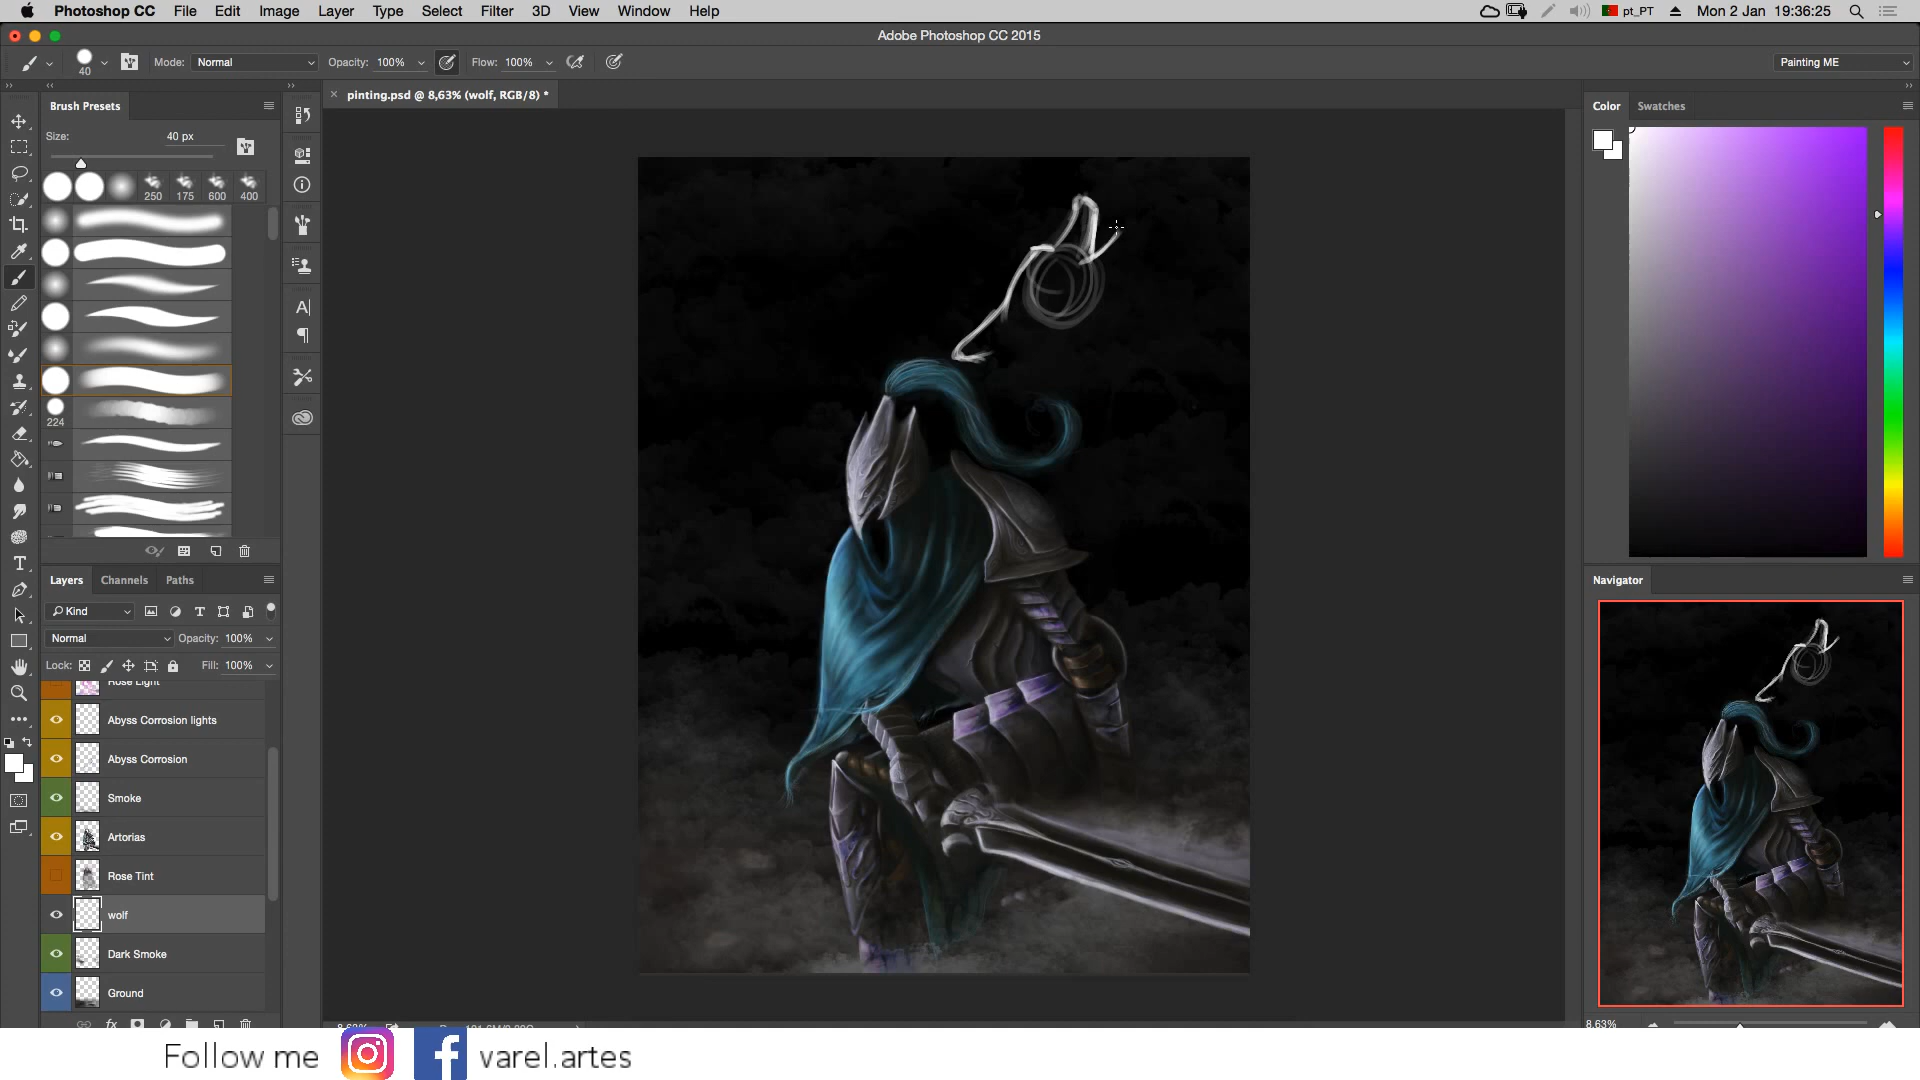 Photoshop CC File Edit Image Layer Type Select Filter 3D View Window Help pt_PT Mon 2 Jan 19:36:25
Adobe Photoshop CC 2015
40 Mode: Normal Opacity: 100% Flow: 100% Painting ME
pinting.psd @ 8,63% (wolf, RGB/8) *
Brush Presets
Size: 40 px
250 175 600 400
224
Layers Channels Paths
Kind
Normal Opacity: 100%
Lock: Fill: 100%
Rose Light
Abyss Corrosion lights
Abyss Corrosion
Smoke
Artorias
Rose Tint
wolf
Dark Smoke
Ground
Color Swatches
Navigator
8,63%
8,63%
Follow me varel.artes